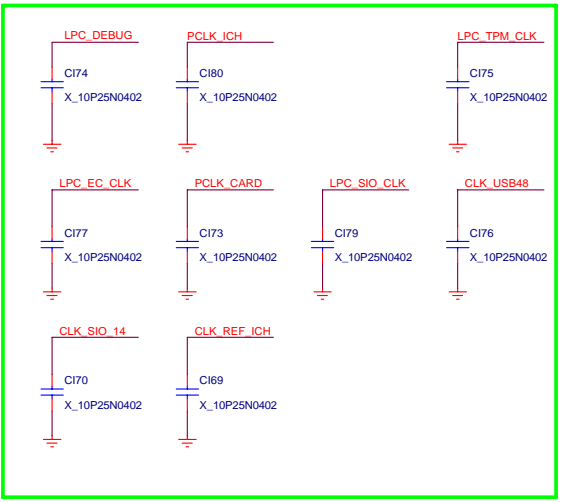 LPC_DEBUG
CI74
X_10P25N0402
PCLK_ICH
CI80
X_10P25N0402
LPC_TPM_CLK
CI75
X_10P25N0402
LPC_EC_CLK
CI77
X_10P25N0402
PCLK_CARD
CI73
X_10P25N0402
LPC_SIO_CLK
CI79
X_10P25N0402
CLK_USB48
CI76
X_10P25N0402
CLK_SIO_14
CI70
X_10P25N0402
CLK_REF_ICH
CI69
X_10P25N0402